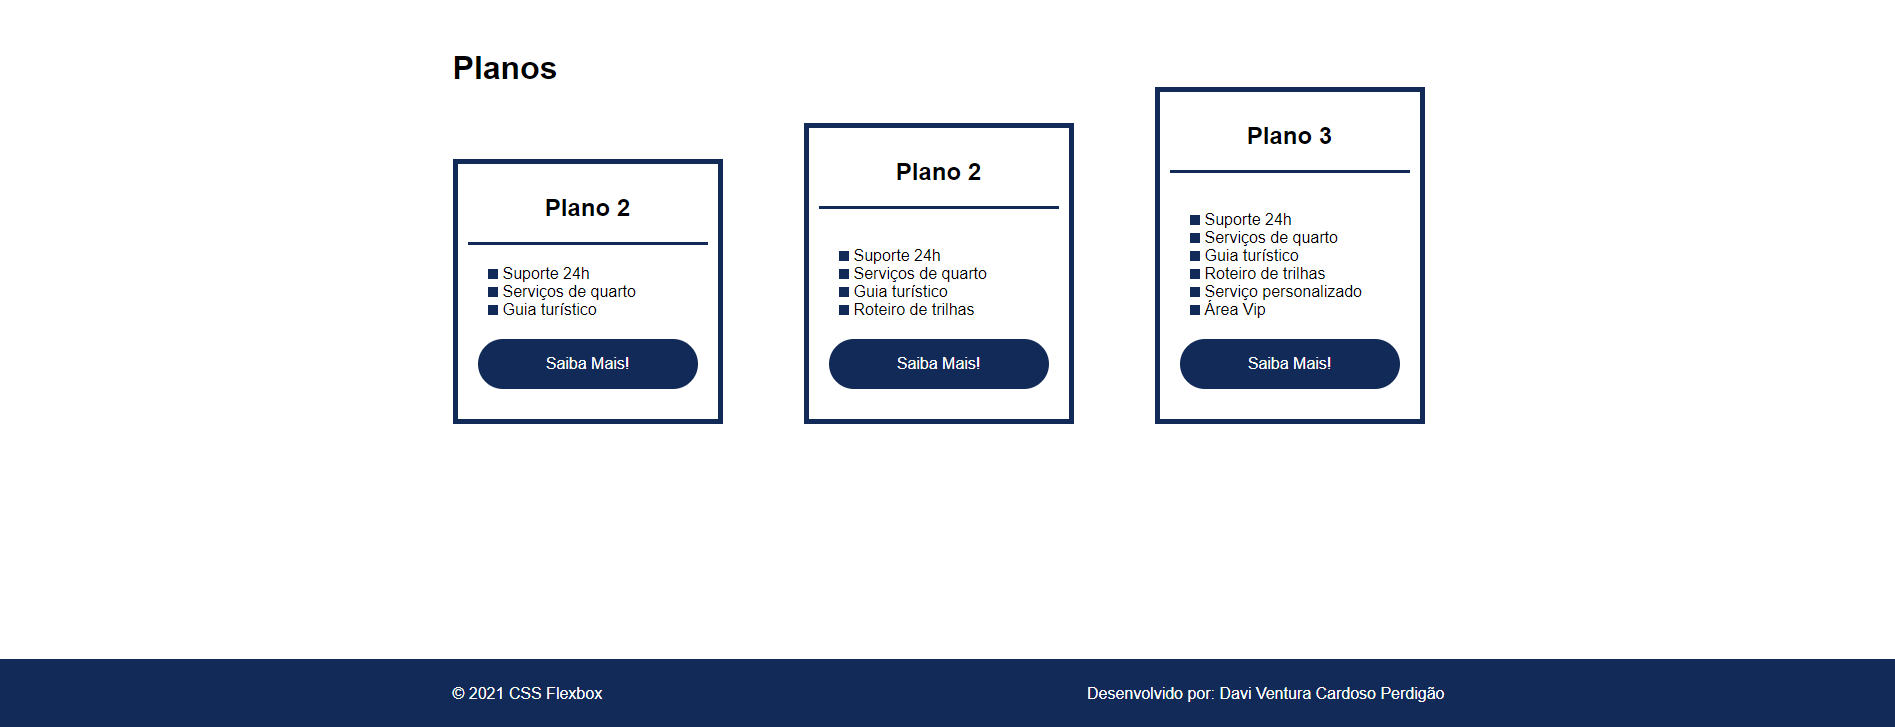 Planos
Plano 2
Suporte 24h
Serviços de quarto
Guia turístico
Saiba Mais!
Plano 2
Suporte 24h
Serviços de quarto
Guia turístico
Roteiro de trilhas
Saiba Mais!
Plano 3
Suporte 24h
Serviços de quarto
Guia turístico
Roteiro de trilhas
Serviço personalizado
Área Vip
Saiba Mais!
© 2021 CSS Flexbox
Desenvolvido por: Davi Ventura Cardoso Perdigão